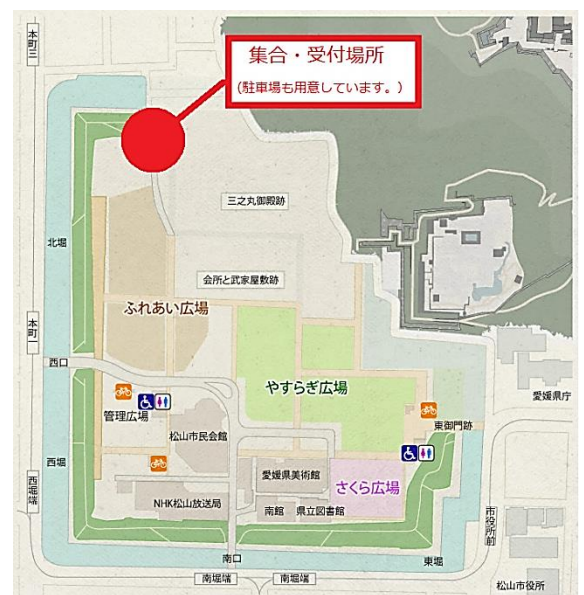 本町三
集合・受付場所
(駐車場も用意しています。)
三之丸御殿跡
北堀
会所と武家屋敷跡
ふれあい広場
本町一
西口
やすらぎ広場
愛媛県庁
管理広場
東御門跡
松山市民会館
西堀
愛媛県美術館
さくら広場
西堀端
NHK松山放送局
南館
県立図書館
市役所前
南口
東堀
南堀端
南堀端
松山市役所